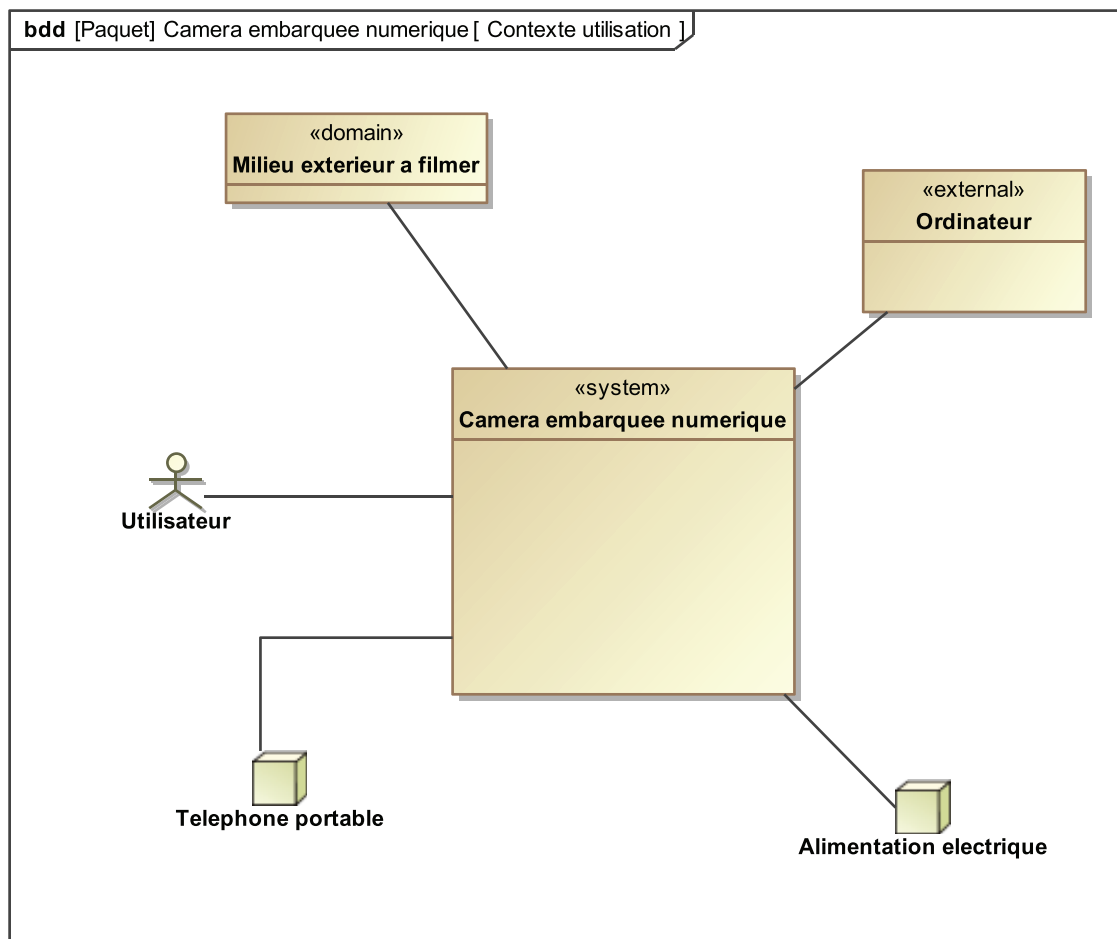 bdd [Paquet] Camera embarquee numerique [ Contexte utilisation ]
«domain»
Milieu exterieur a filmer
«external»
Ordinateur
«system»
Camera embarquee numerique
Utilisateur
Telephone portable
Alimentation electrique